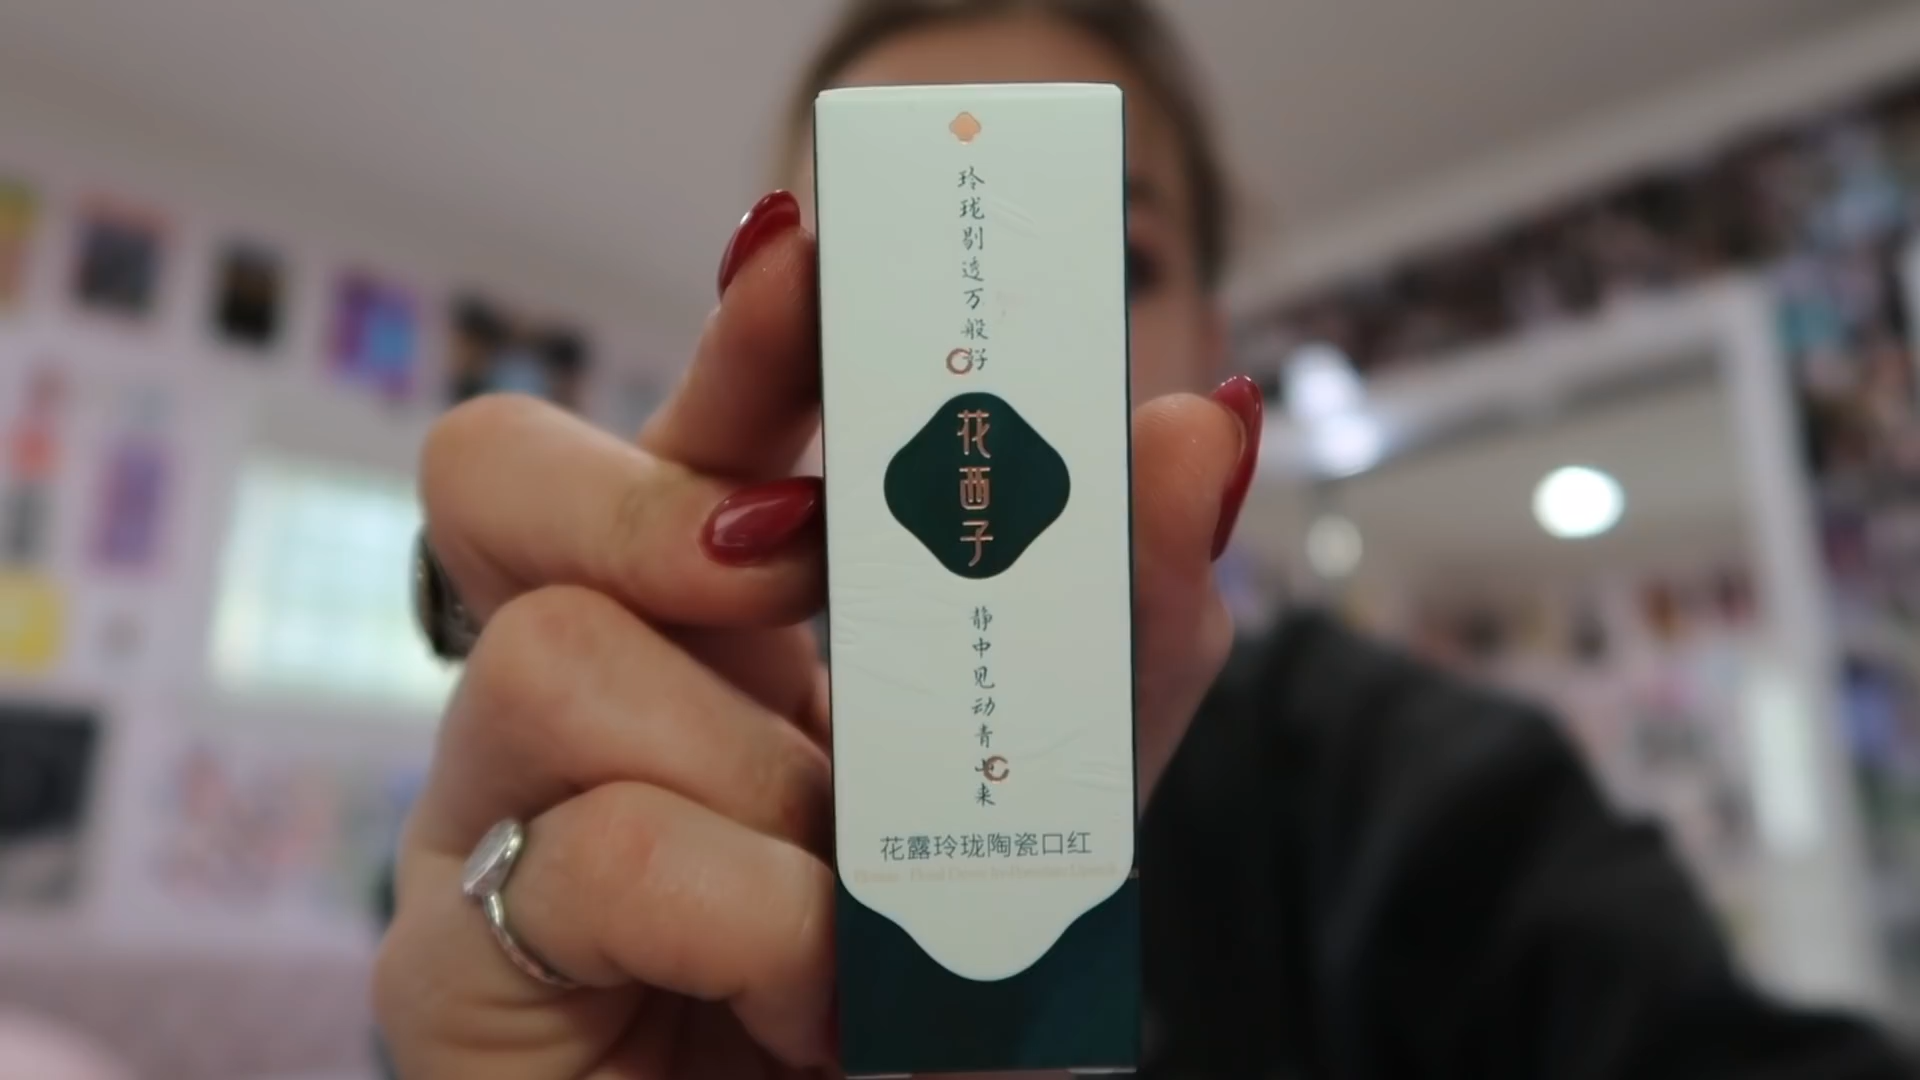 玲珑剔透万般好
花西子
静中见动青山来
花露玲珑陶瓷口红